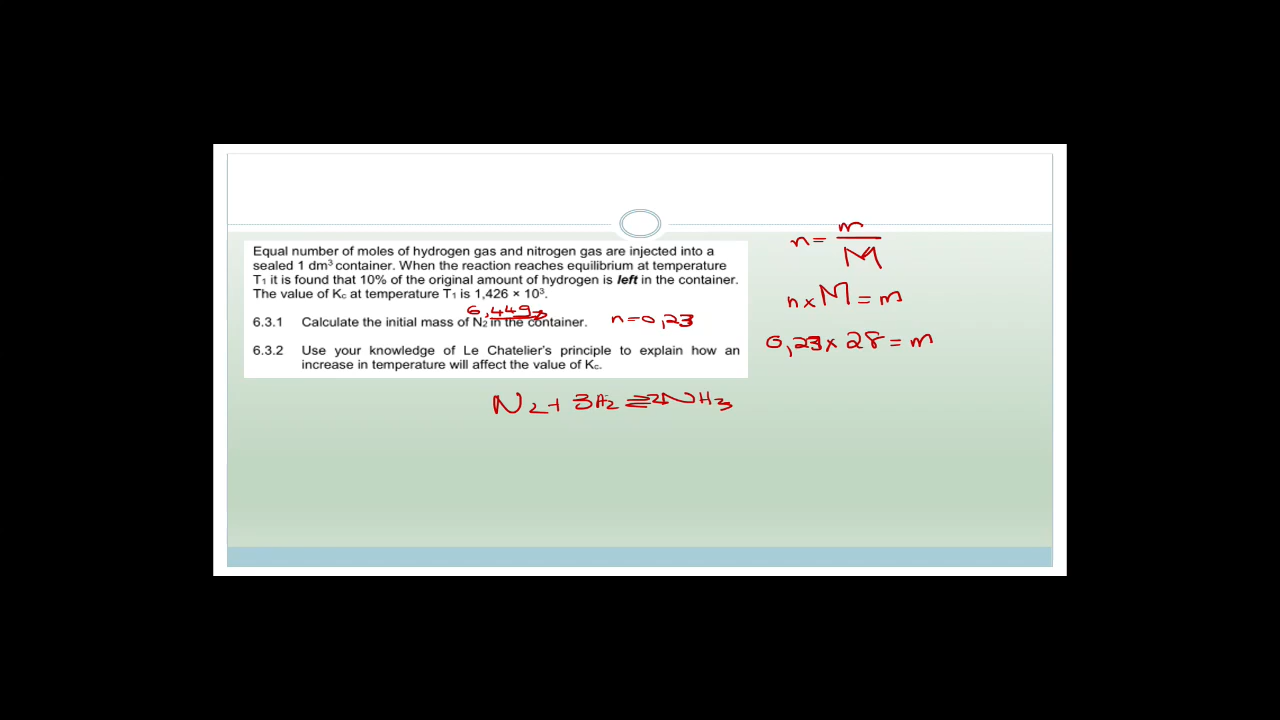 Equal number of moles of hydrogen gas and nitrogen gas are injected into a
sealed 1 dm³ container. When the reaction reaches equilibrium at temperature
T₁ it is found that 10% of the original amount of hydrogen is left in the container.
The value of Kc at temperature T₁ is 1,426 × 10³.
6,449g
6.3.1 Calculate the initial mass of N₂ in the container. n=0,23
6.3.2 Use your knowledge of Le Chatelier's principle to explain how an
increase in temperature will affect the value of Kc.
N₂ + 3H₂ ⇌ 2NH₃
n = m/M
n × M = m
0,23 × 28 = m